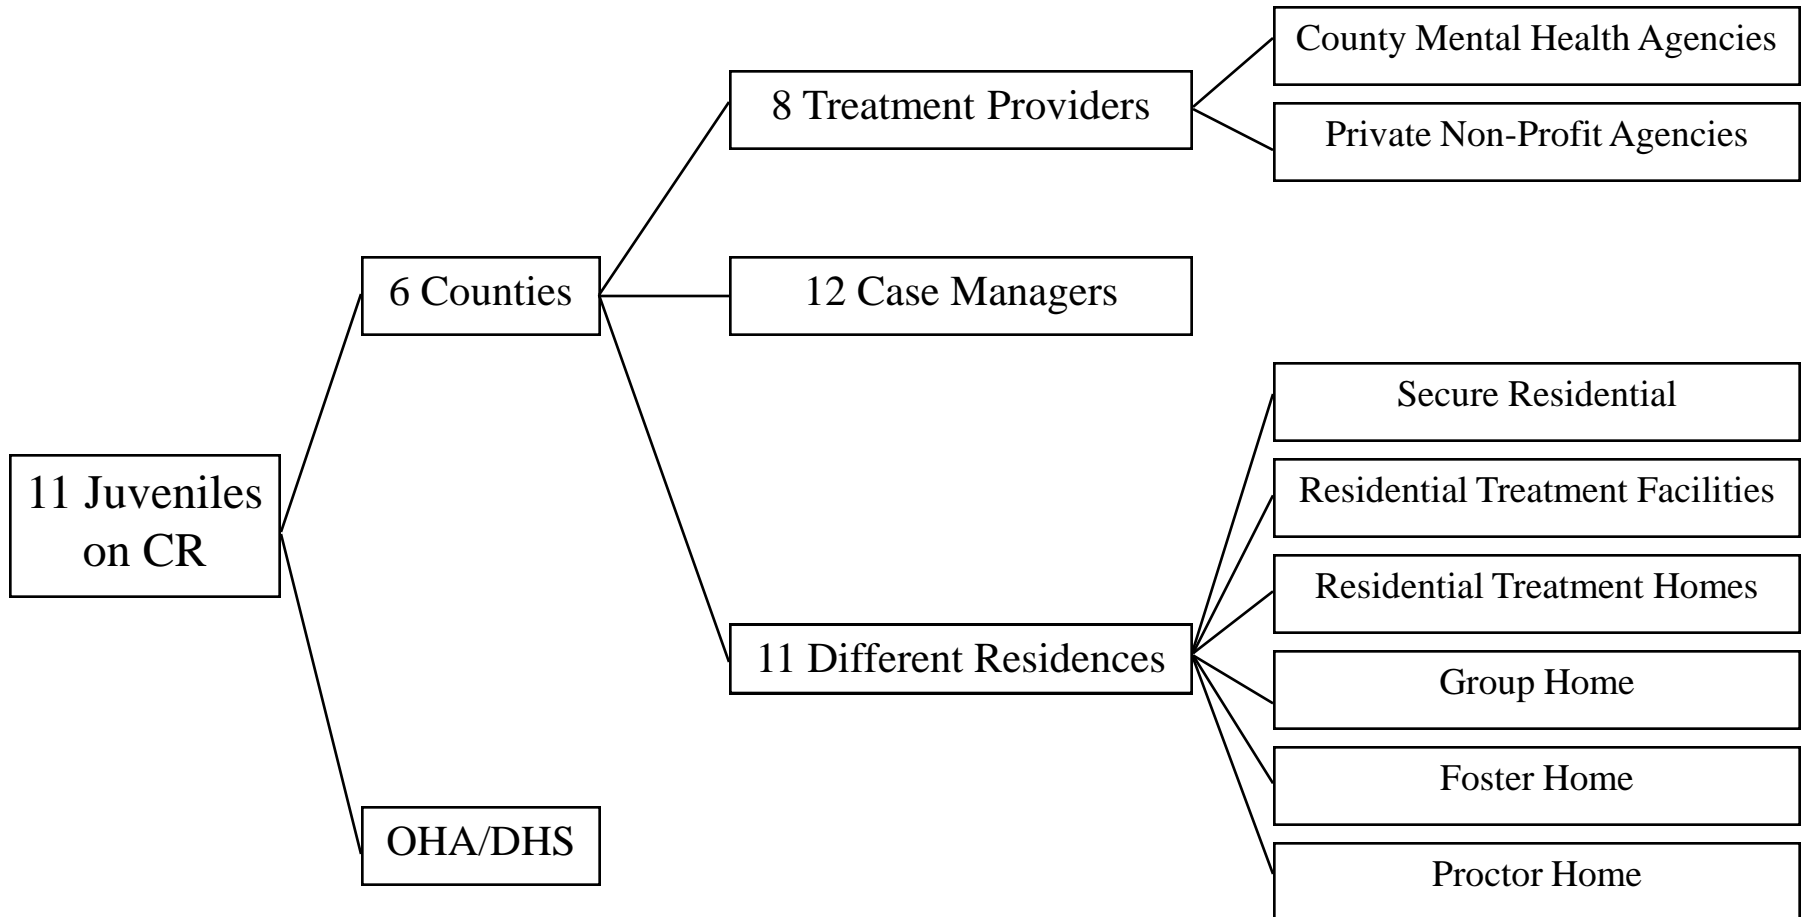 County Mental Health Agencies
8 Treatment Providers
Private Non-Profit Agencies
6 Counties
12 Case Managers
Secure Residential
11 Juveniles
on CR
Residential Treatment Facilities
Residential Treatment Homes
11 Different Residences
Group Home
Foster Home
OHA/DHS
Proctor Home